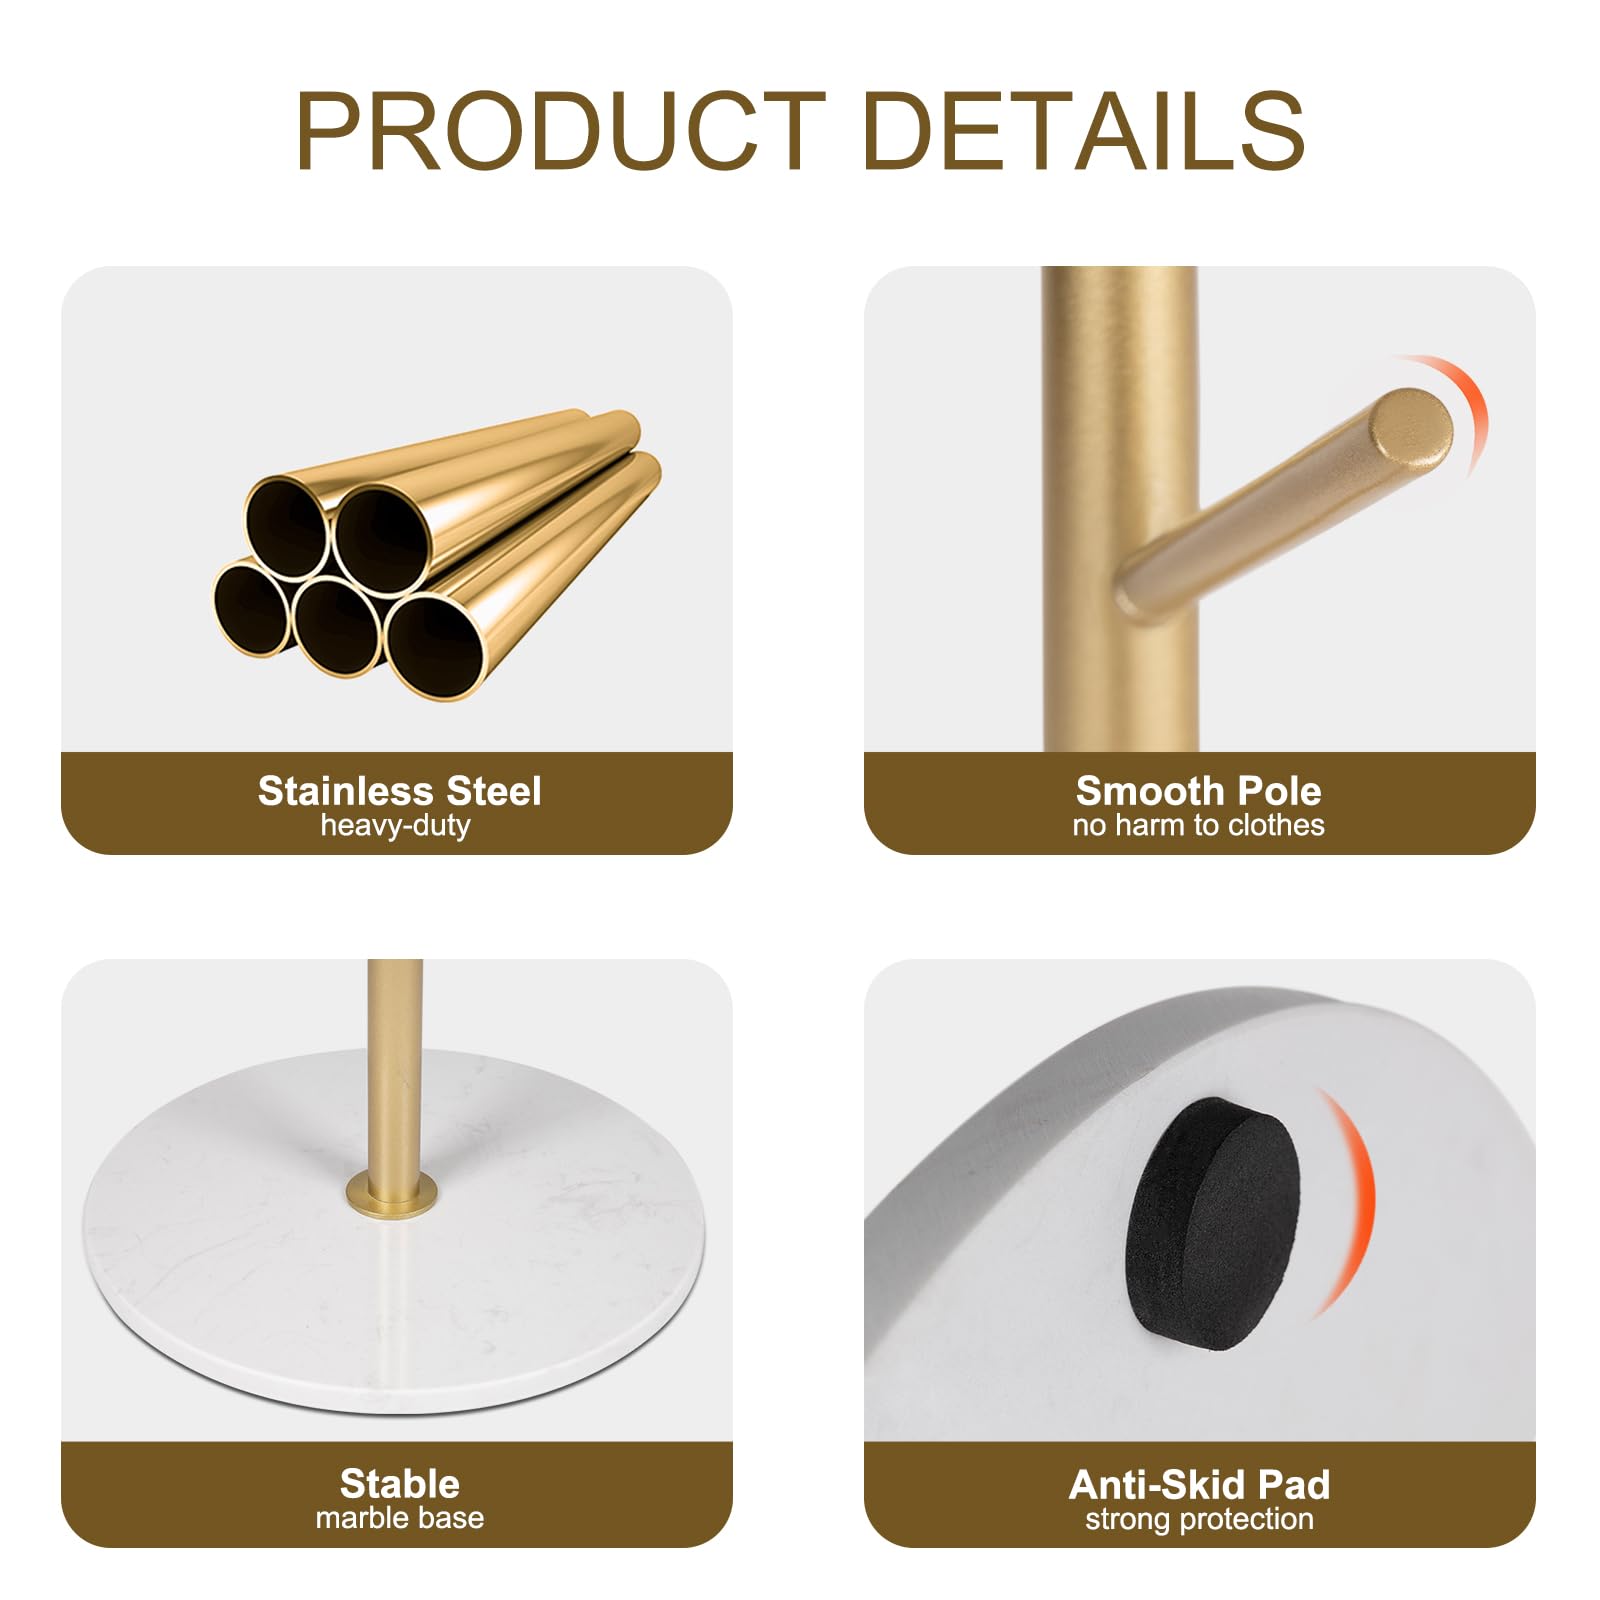 PRODUCT DETAILS
Stainless Steel
heavy-duty
Smooth Pole
no harm to clothes
Stable
marble base
Anti-Skid Pad
strong protection